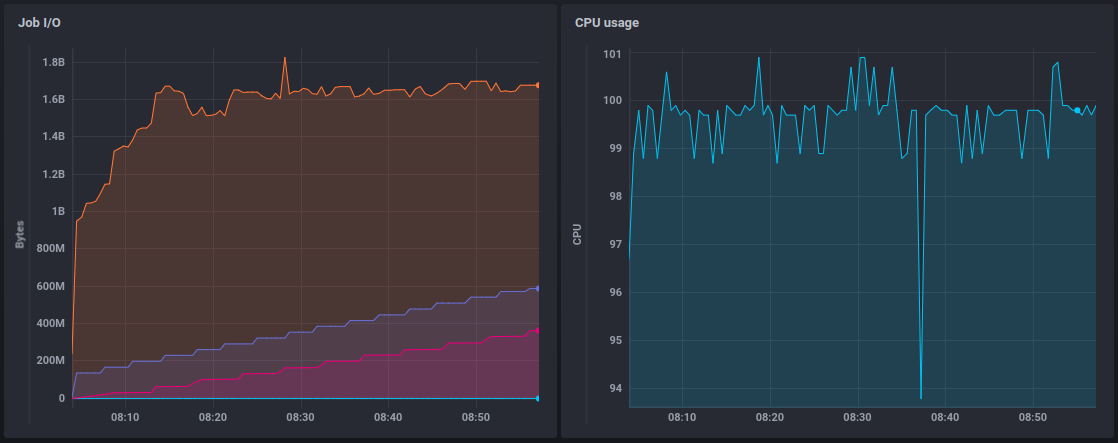 Job I/O
Bytes
1.8B
1.6B
1.4B
1.2B
1B
800M
600M
400M
200M
0
08:10 08:20 08:30 08:40 08:50
CPU usage
CPU
101
100
99
98
97
96
95
94
08:10 08:20 08:30 08:40 08:50